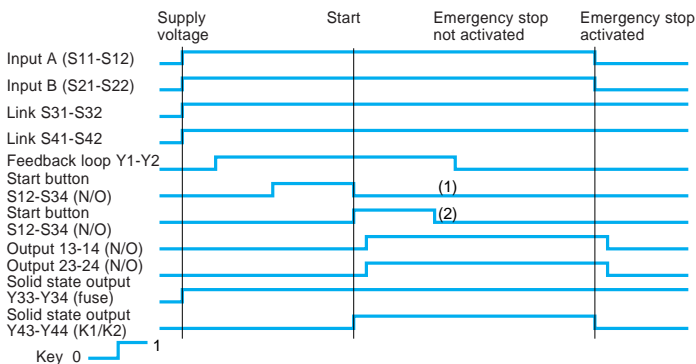 Supply voltage
Start
Emergency stop not activated
Emergency stop activated
Input A (S11-S12)
Input B (S21-S22)
Link S31-S32
Link S41-S42
Feedback loop Y1-Y2
Start button
S12-S34 (N/O)
(1)
Start button
S12-S34 (N/O)
(2)
Output 13-14 (N/O)
Output 23-24 (N/O)
Solid state output
Y33-Y34 (fuse)
Solid state output
Y43-Y44 (K1/K2)
Key 0 1